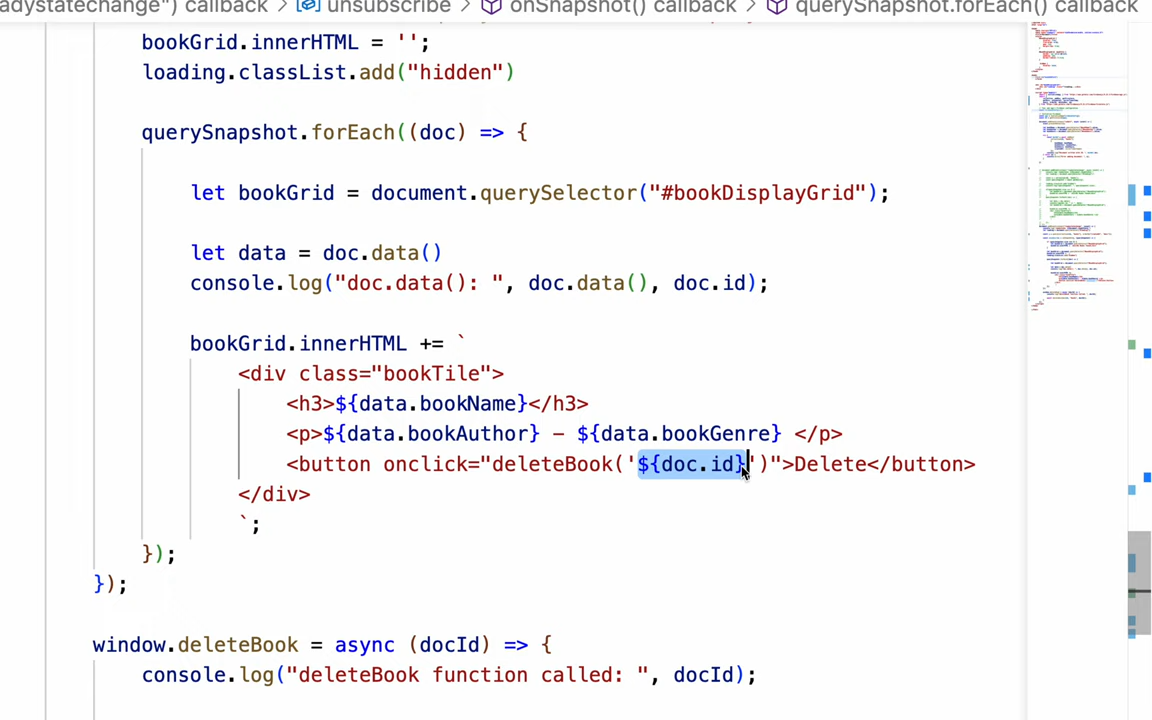 adystatechange") callback > unsubscribe > onSnapshot() callback > querySnapshot.forEach() callback
bookGrid.innerHTML = '';
loading.classList.add("hidden")
querySnapshot.forEach((doc) => {
let bookGrid = document.querySelector("#bookDisplayGrid");
let data = doc.data()
console.log("doc.data(): ", doc.data(), doc.id);
bookGrid.innerHTML += `
<div class="bookTile">
<h3>${data.bookName}</h3>
<p>${data.bookAuthor} – ${data.bookGenre} </p>
<button onclick="deleteBook('${doc.id}')">Delete</button>
</div>
`;
});
});
window.deleteBook = async (docId) => {
console.log("deleteBook function called: ", docId);